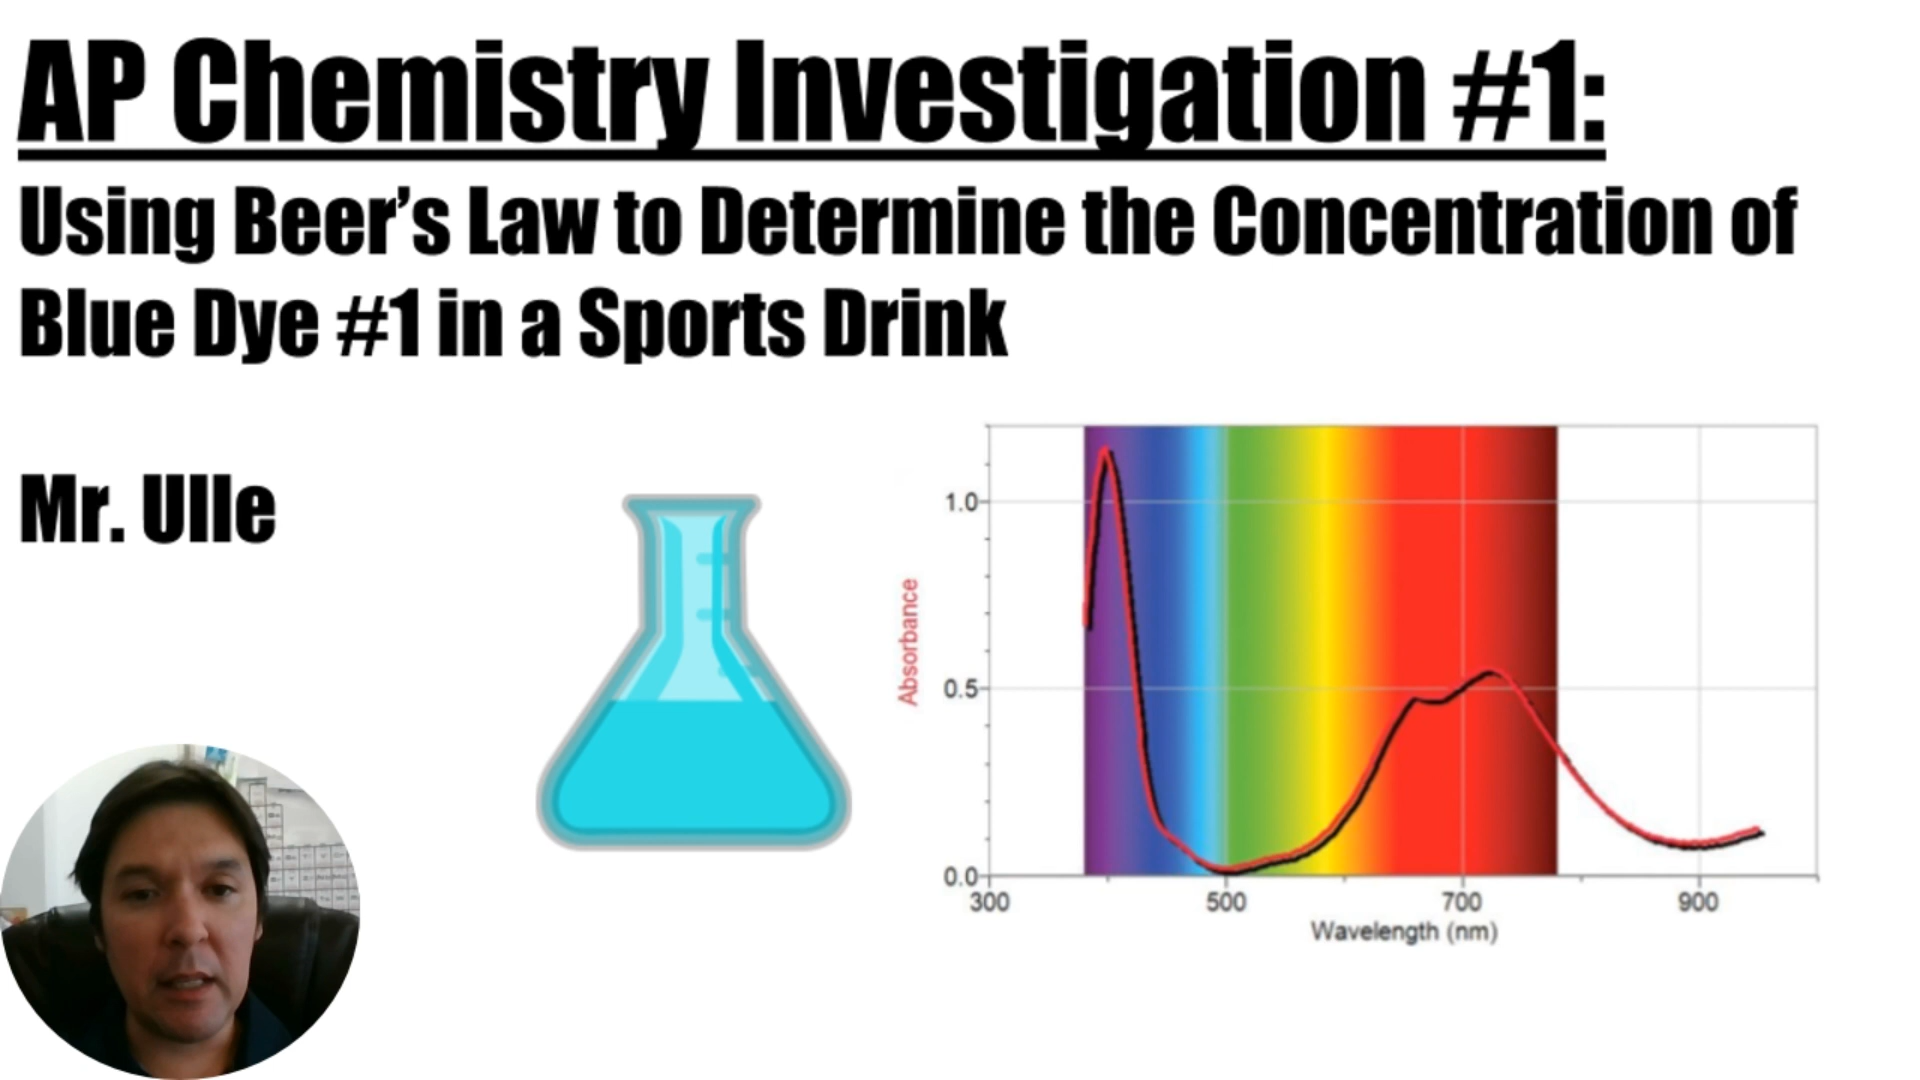 AP Chemistry Investigation #1:
Using Beer’s Law to Determine the Concentration of
Blue Dye #1 in a Sports Drink
Mr. Ulle
Absorbance
1.0
0.5
0.0
300 500 700 900
Wavelength (nm)